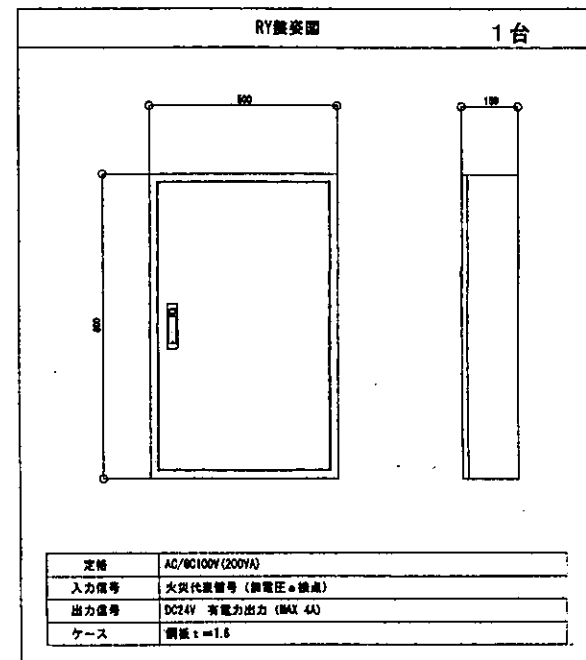 RY盤姿図 1台
500
150
800
定格 AC/DC100V(200VA)
入力信号 火災代表信号（無電圧a接点）
出力信号 DC24V 有電力出力（MAX 4A）
ケース 鋼板t=1.6